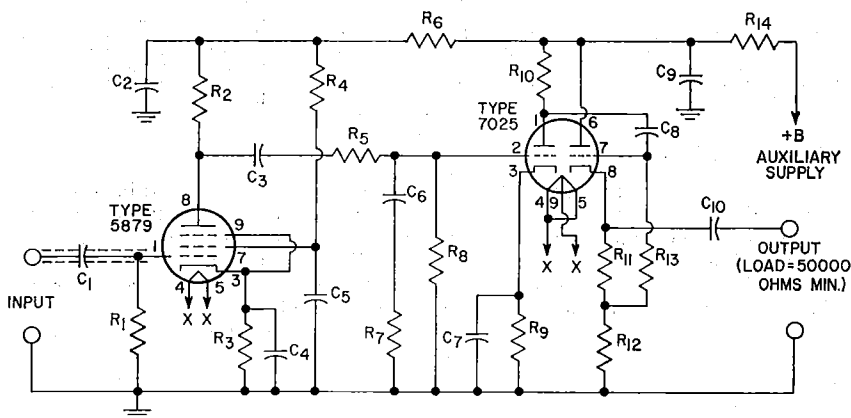 R6
R14
C2
R2
R4
R10
C9
TYPE
7025
1
6
C8
+B
AUXILIARY
SUPPLY
R5
C3
2
7
3
8
4
9
5
C6
C10
TYPE
5879
8
9
7
1
4
5
3
C1
X
X
X
X
R8
R11
R13
OUTPUT
(LOAD=50000
OHMS MIN.)
INPUT
C5
R1
R3
C4
R7
C7
R9
R12